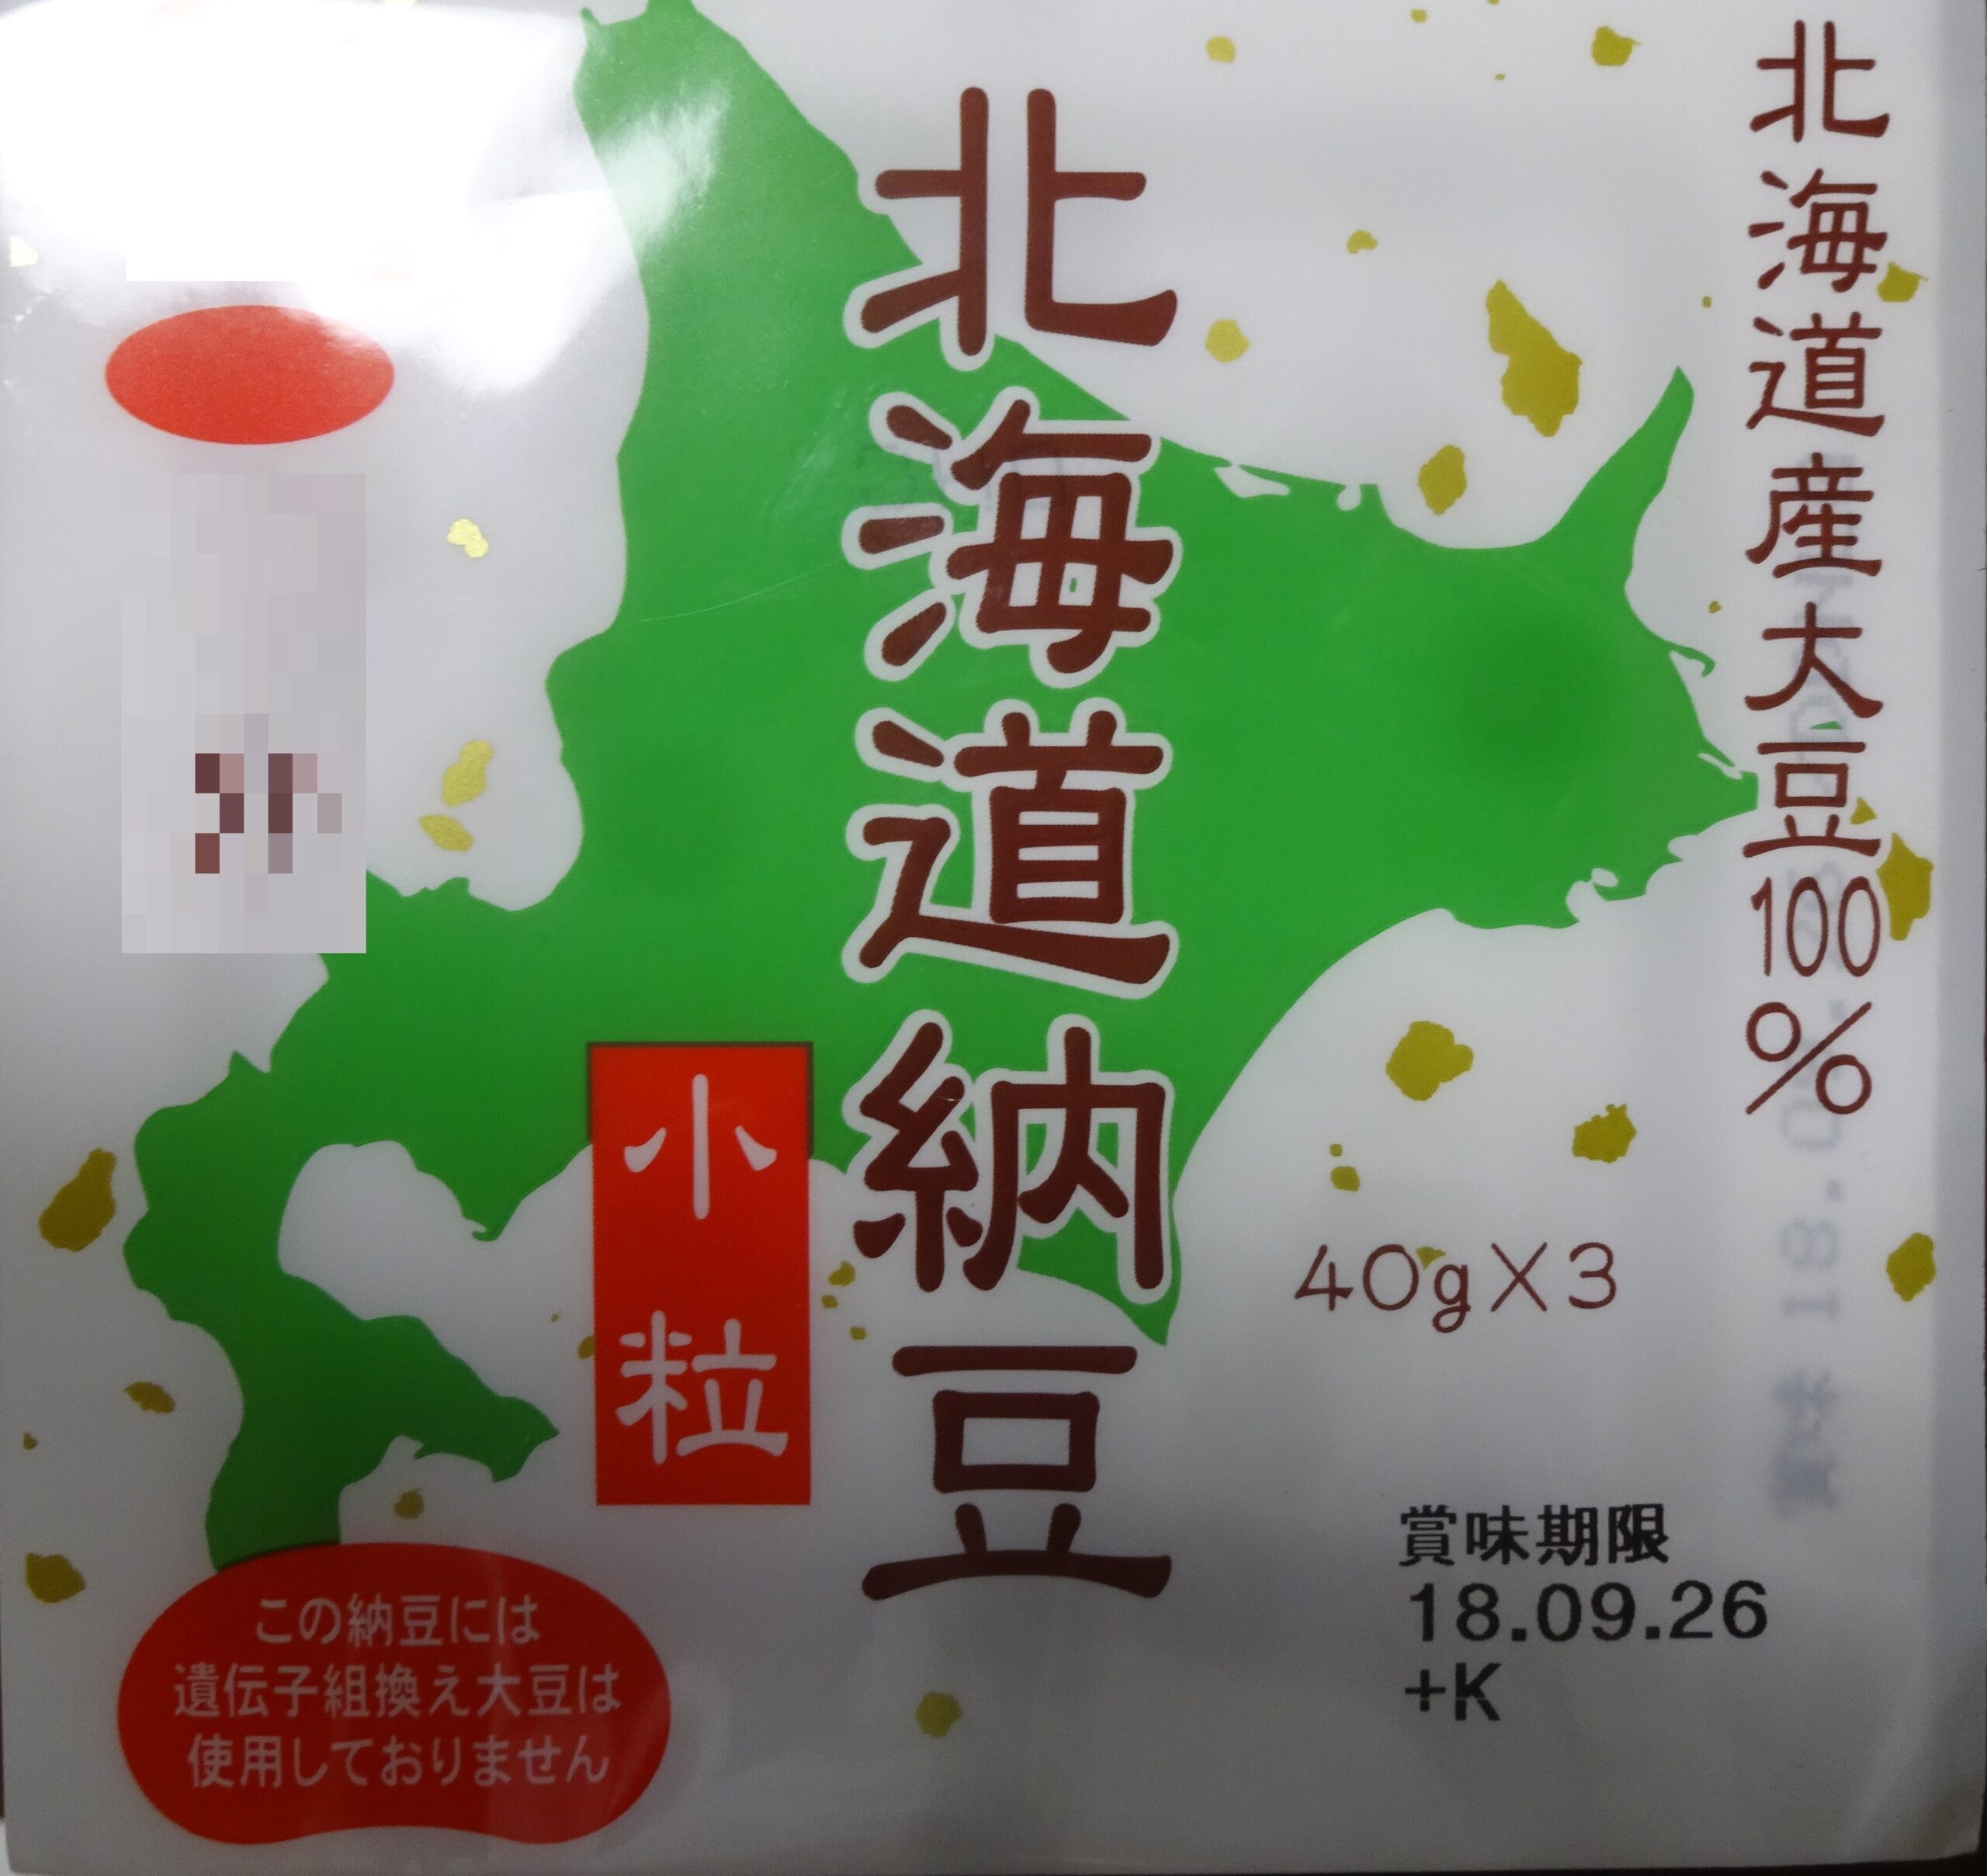 北海道産大豆100%
北海道納豆
小粒
40g×3
賞味期限
18.09.26
+K
この納豆には
遺伝子組換え大豆は
使用しておりません